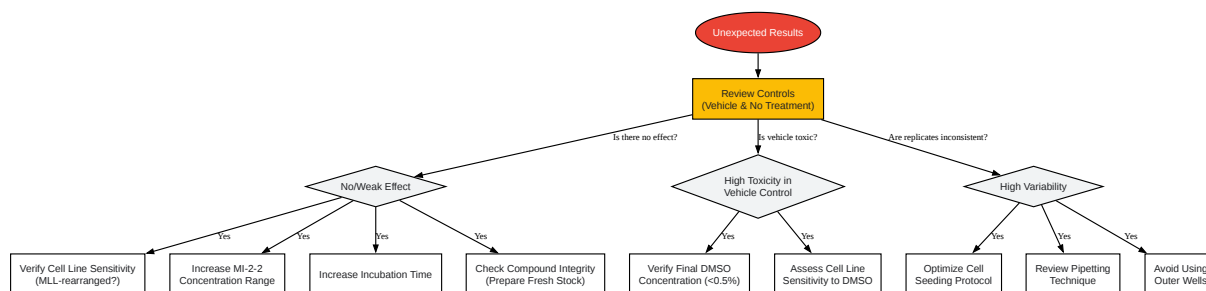 Unexpected Results
Review Controls
(Vehicle & No Treatment)
Is there no effect?
Is vehicle toxic?
Are replicates inconsistent?
No/Weak Effect
High Toxicity in
Vehicle Control
High Variability
Yes
Yes
Yes
Yes
Yes
Yes
Yes
Yes
Yes
Verify Cell Line Sensitivity
(MLL-rearranged?)
Increase MI-2-2
Concentration Range
Increase Incubation Time
Check Compound Integrity
(Prepare Fresh Stock)
Verify Final DMSO
Concentration (<0.5%)
Assess Cell Line
Sensitivity to DMSO
Optimize Cell
Seeding Protocol
Review Pipetting
Technique
Avoid Using
Outer Wells